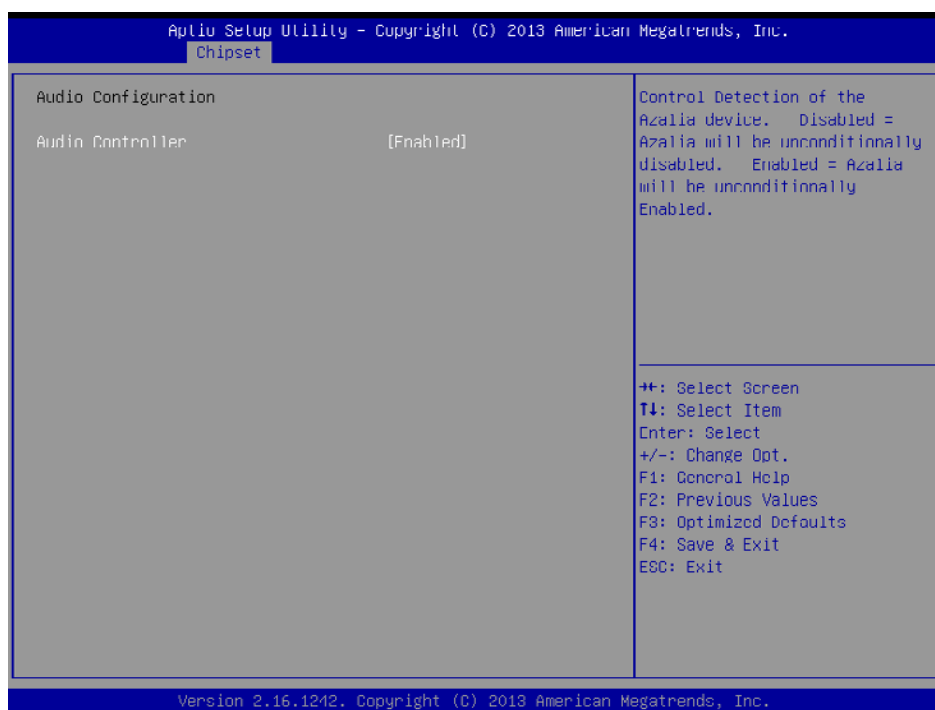 Aptio Setup Utility - Copyright (C) 2013 American Megatrends, Inc.
Chipset
Audio Configuration
Audio Controller [Enabled]
Control Detection of the
Azalia device. Disabled =
Azalia will be unconditionally
disabled. Enabled = Azalia
will be unconditionally
Enabled.
→←: Select Screen
↑↓: Select Item
Enter: Select
+/-: Change Opt.
F1: General Help
F2: Previous Values
F3: Optimized Defaults
F4: Save & Exit
ESC: Exit
Version 2.16.1242. Copyright (C) 2013 American Megatrends, Inc.